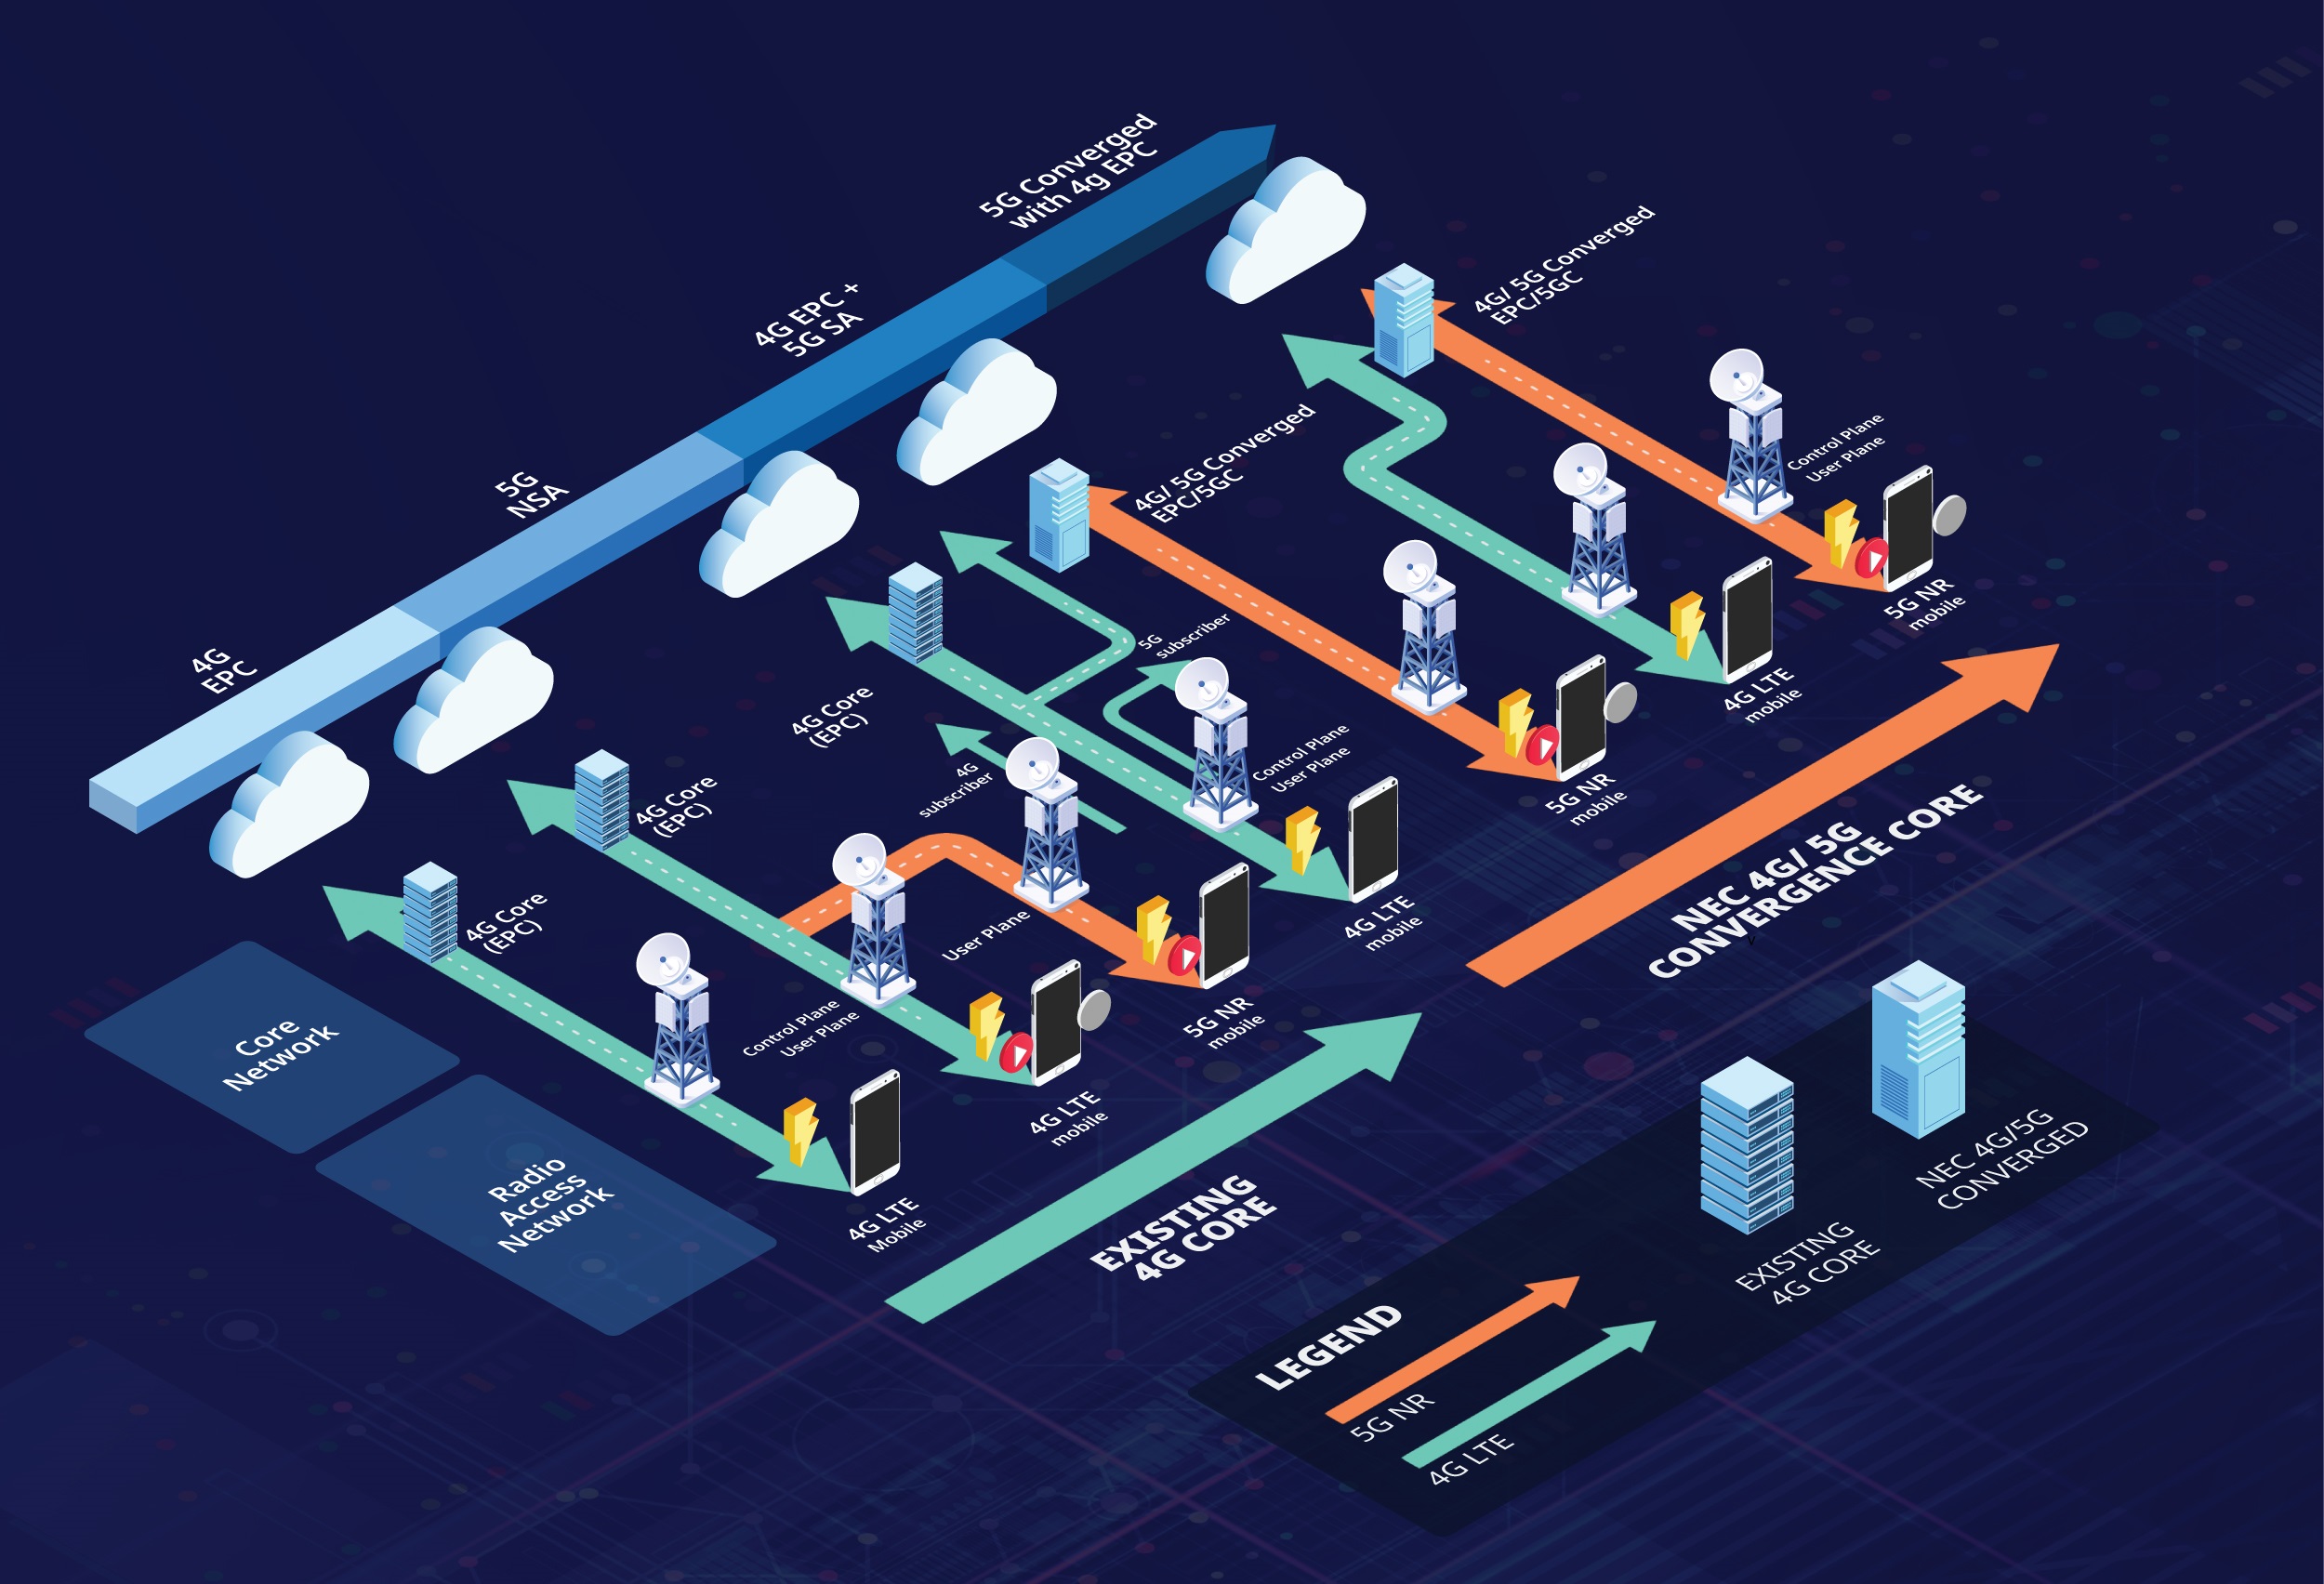 5G Converged
with 4g EPC
4G EPC +
5G SA
5G
NSA
4G
EPC
4G/ 5G Converged
EPC/5GC
Control Plane
User Plane
5G NR
mobile
4G LTE
mobile
4G/ 5G Converged
EPC/5GC
5G
subscriber
4G Core
(EPC)
4G
subscriber
Control Plane
User Plane
5G NR
mobile
4G LTE
mobile
4G Core
(EPC)
User Plane
Control Plane
User Plane
5G NR
mobile
4G LTE
mobile
4G Core
(EPC)
4G LTE
Mobile
Core
Network
Radio
Access
Network
EXISTING
4G CORE
NEC 4G/ 5G
CONVERGENCE CORE
v
LEGEND
5G NR
4G LTE
EXISTING
4G CORE
NEC 4G/5G
CONVERGED